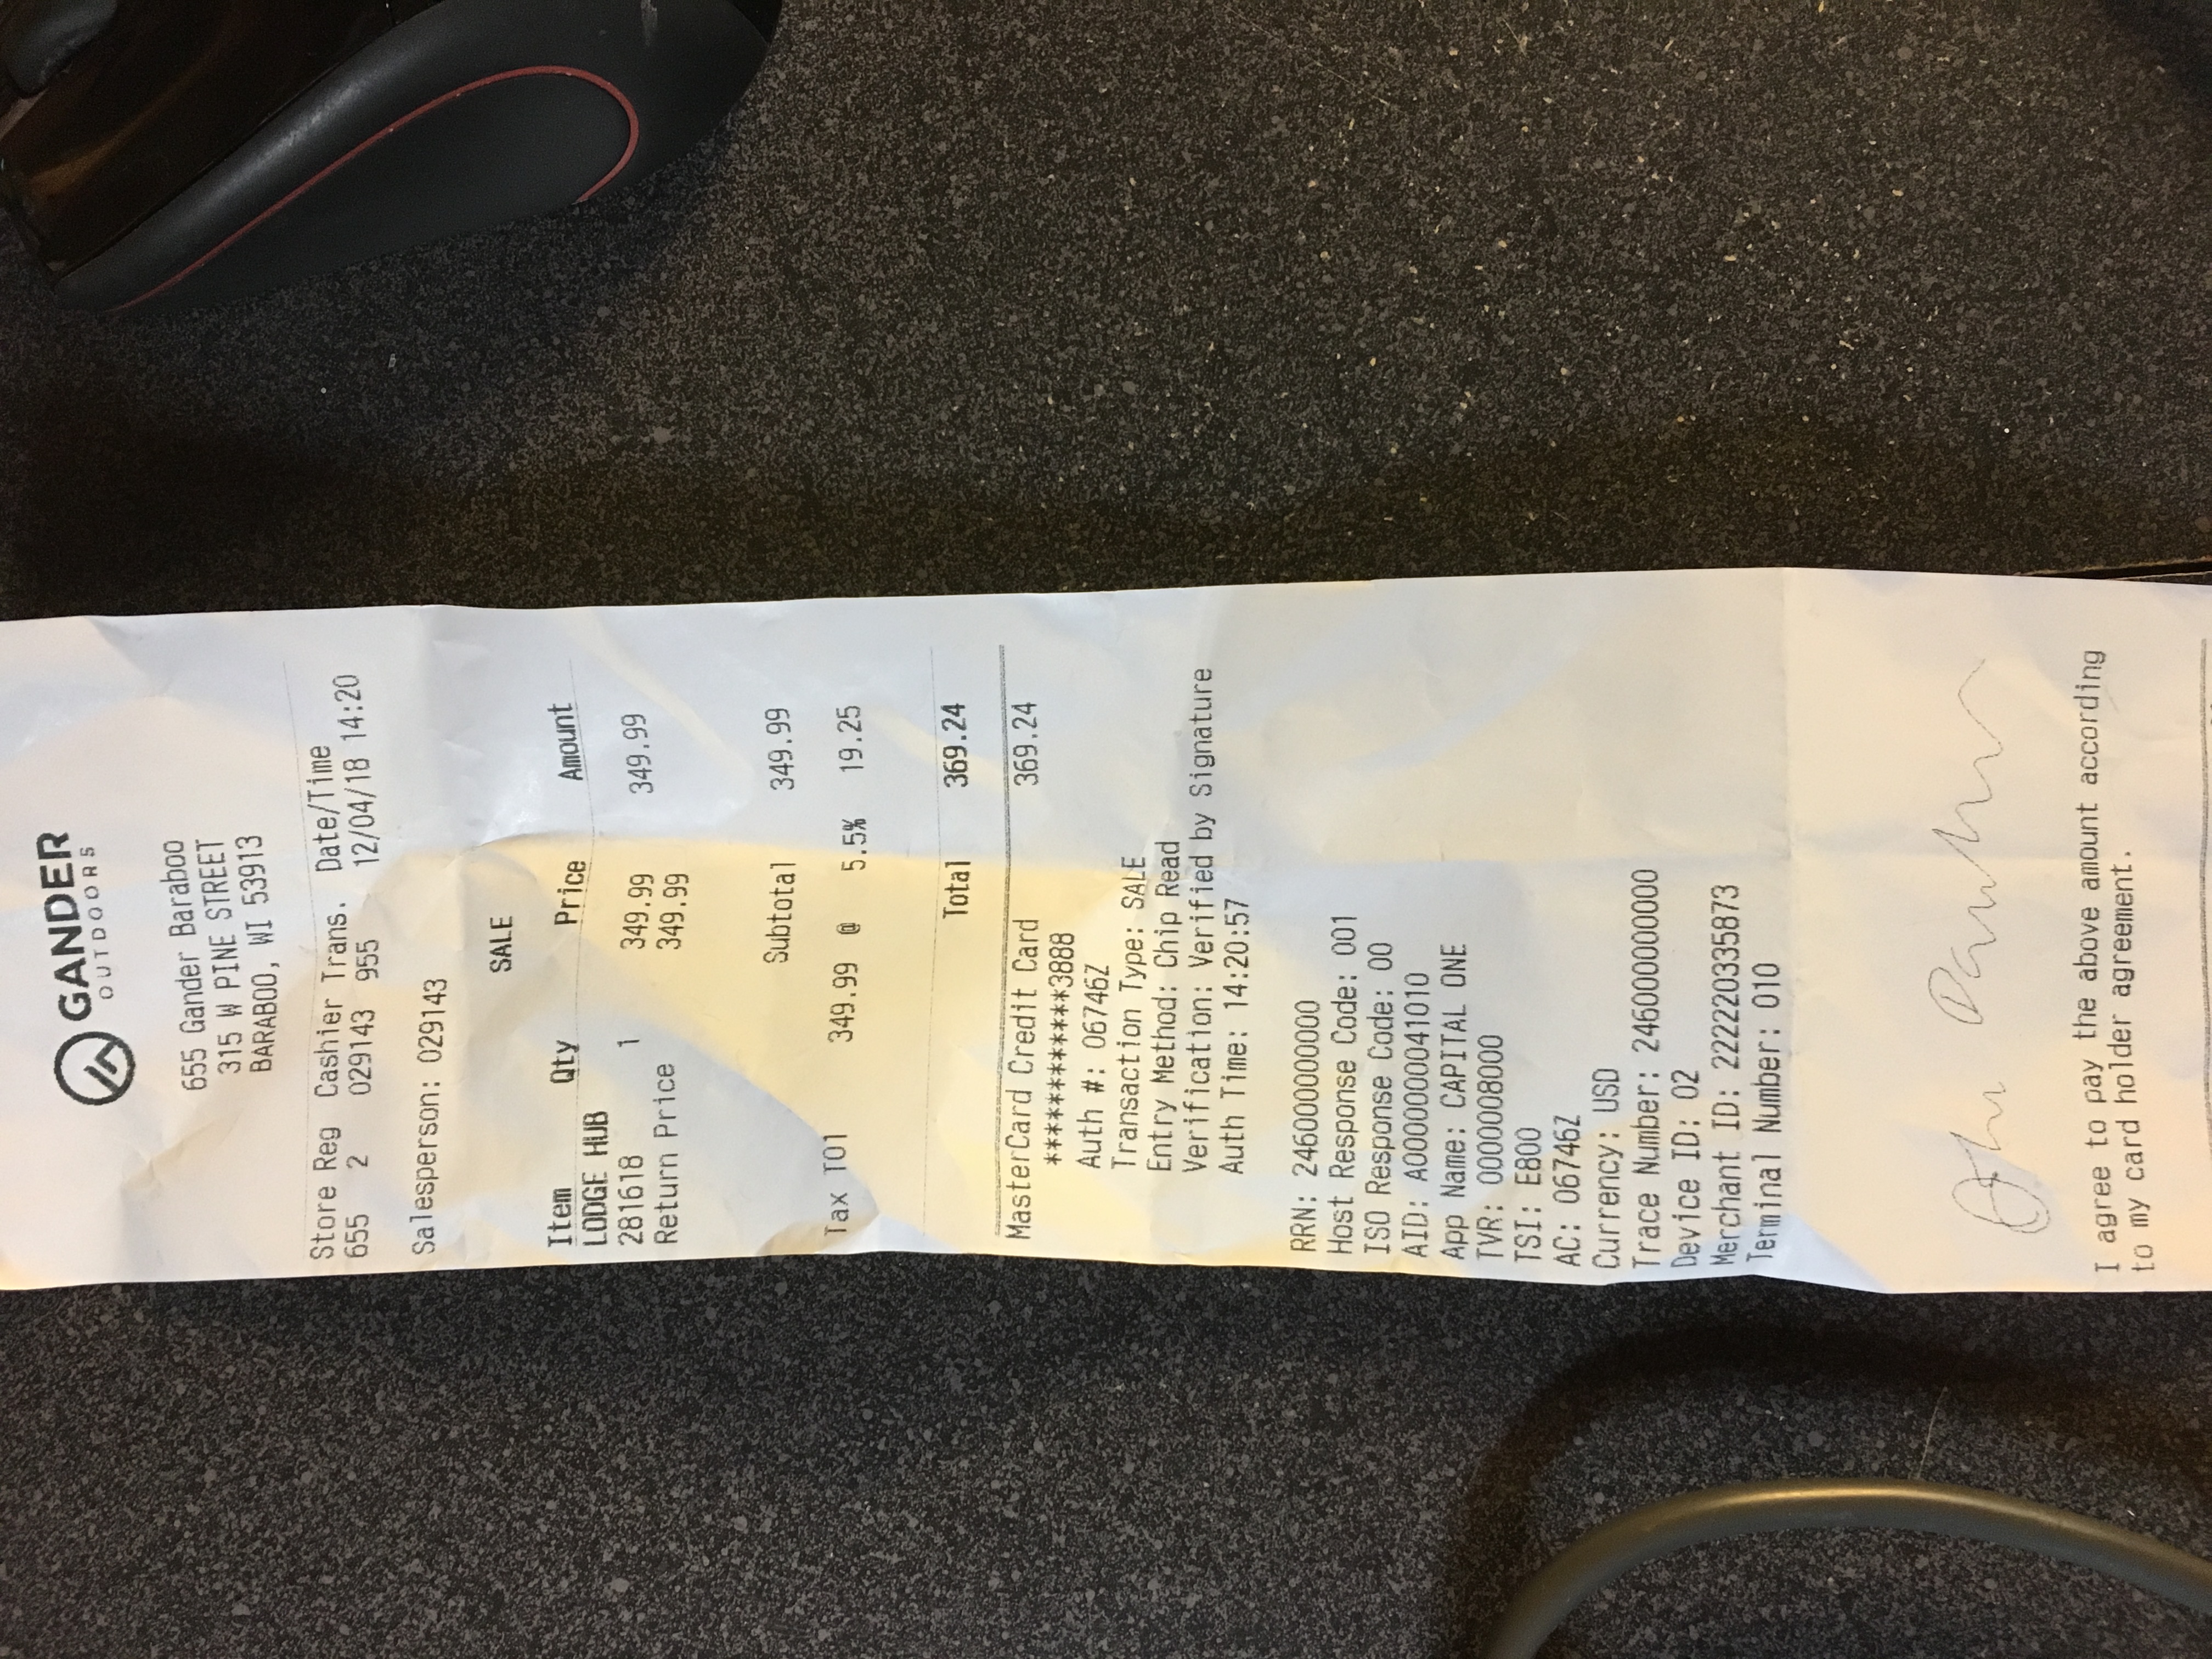 GANDER
OUTDOORS
655 Gander Baraboo
315 W PINE STREET
BARABOO, WI 53913
Store Reg Cashier Trans. Date/Time
655 2 029143 955 12/04/18 14:20
Salesperson: 029143
SALE
Item Qty Price Amount
LODGE HUB
281618 1 349.99 349.99
Return Price 349.99
Subtotal 349.99
Tax T01 349.99 @ 5.5% 19.25
Total 369.24
MasterCard Credit Card 369.24
************3888
Auth #: 06746Z
Transaction Type: SALE
Entry Method: Chip Read
Verification: Verified by Signature
Auth Time: 14:20:57
RRN: 246000000000
Host Response Code: 001
ISO Response Code: 00
AID: A0000000041010
App Name: CAPITAL ONE
TVR: 0000008000
TSI: E800
AC: 06746Z
Currency: USD
Trace Number: 246000000000
Device ID: 02
Merchant ID: 222222033587​3
Terminal Number: 010
I agree to pay the above amount according
to my card holder agreement.